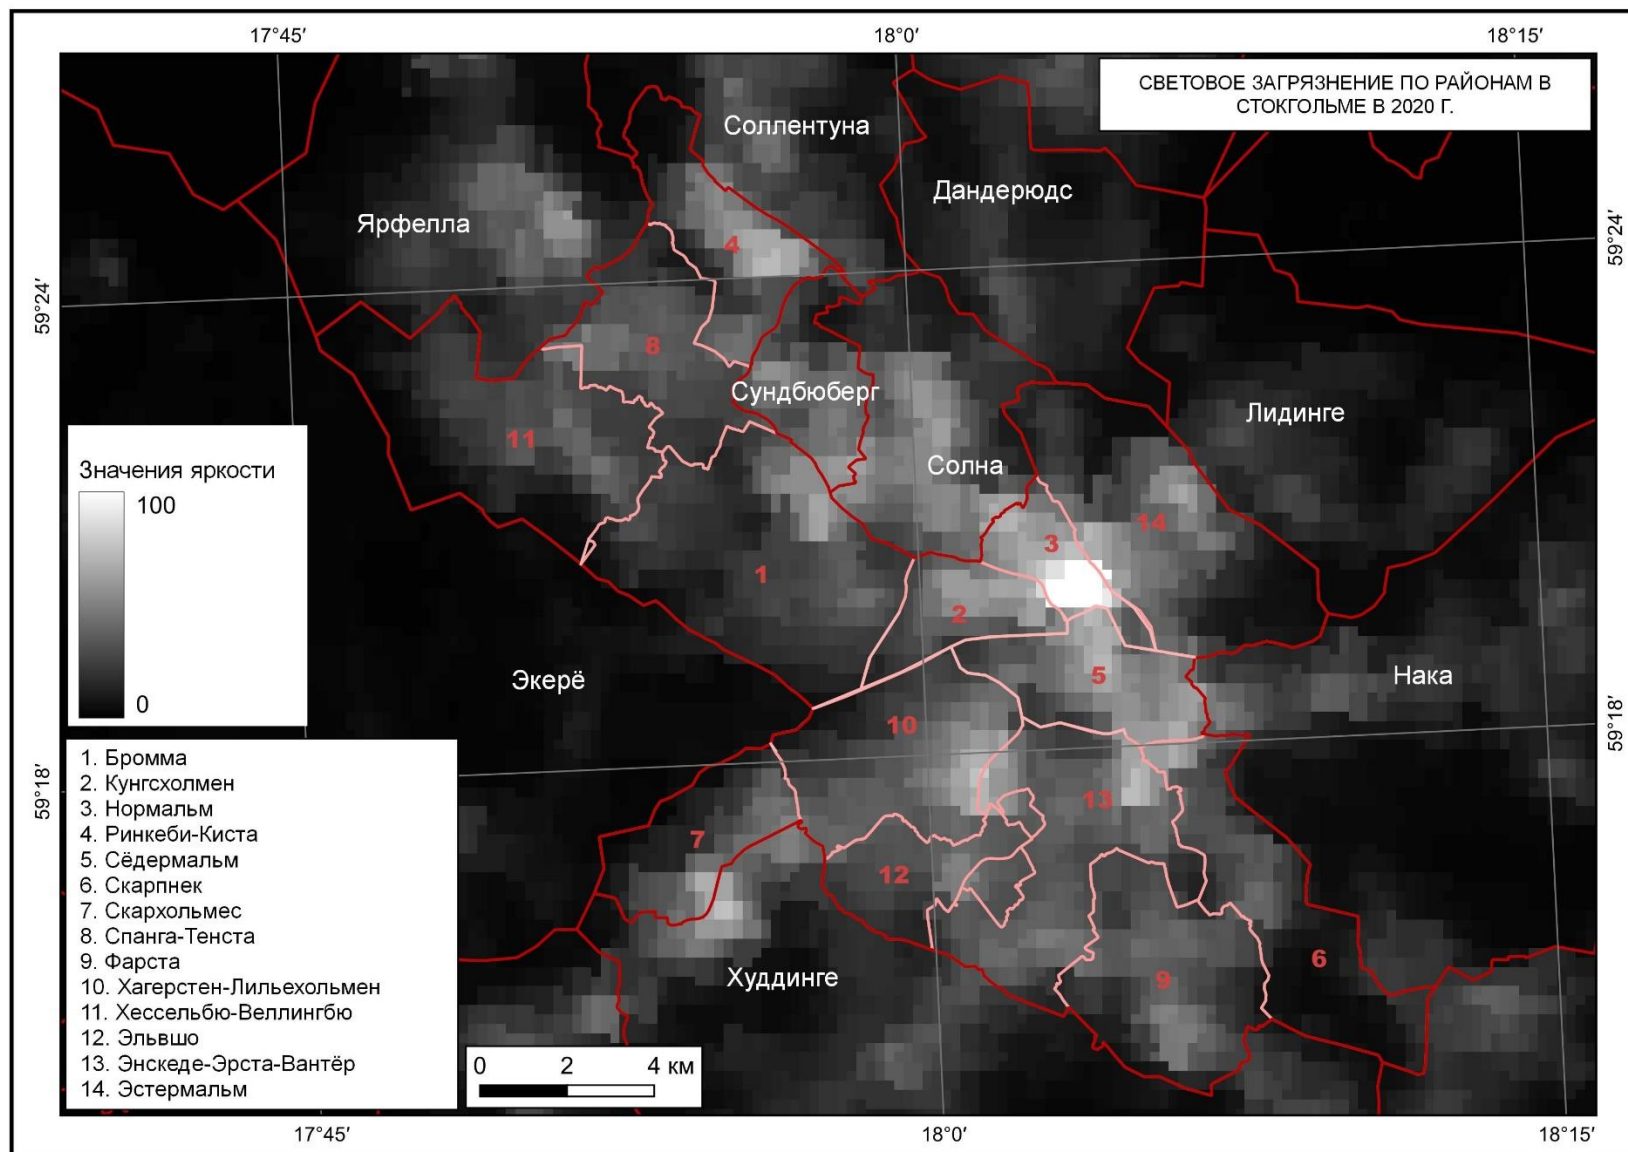 17°45′
18°0′
18°15′
СВЕТОВОЕ ЗАГРЯЗНЕНИЕ ПО РАЙОНАМ В
СТОКГОЛЬМЕ В 2020 Г.
Соллентуна
Дандерюдс
Ярфелла
4
59°24′
59°24′
8
Сундбюберг
Лидинге
11
Солна
Значения яркости
100
0
14
3
1
2
Экерё
5
Нака
10
59°18′
59°18′
13
7
12
6
9
Худдинге
1. Бромма
2. Кунгсхолмен
3. Нормальм
4. Ринкеби-Киста
5. Сёдермальм
6. Скарпнек
7. Скархольмес
8. Спанга-Тенста
9. Фарста
10. Хагерстен-Лильехольмен
11. Хессельбю-Веллингбю
12. Эльвшо
13. Энскеде-Эрста-Вантёр
14. Эстермальм
0 2 4 км
17°45′
18°0′
18°15′